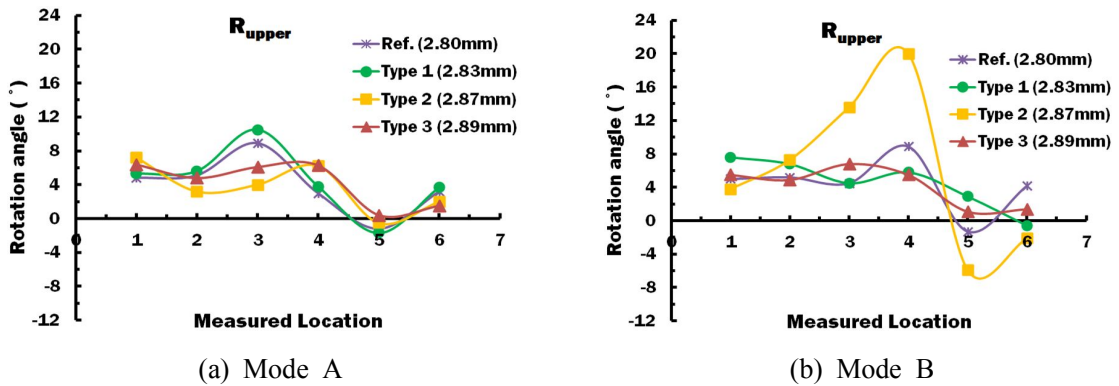 R_upper
Ref. (2.80mm)
Type 1 (2.83mm)
Type 2 (2.87mm)
Type 3 (2.89mm)
Rotation angle ( ° )
24
20
16
12
8
4
0
-4
-8
-12
0 1 2 3 4 5 6 7
Measured Location
(a) Mode A
R_upper
Ref. (2.80mm)
Type 1 (2.83mm)
Type 2 (2.87mm)
Type 3 (2.89mm)
Rotation angle ( ° )
24
20
16
12
8
4
0
-4
-8
-12
0 1 2 3 4 5 6 7
Measured Location
(b) Mode B